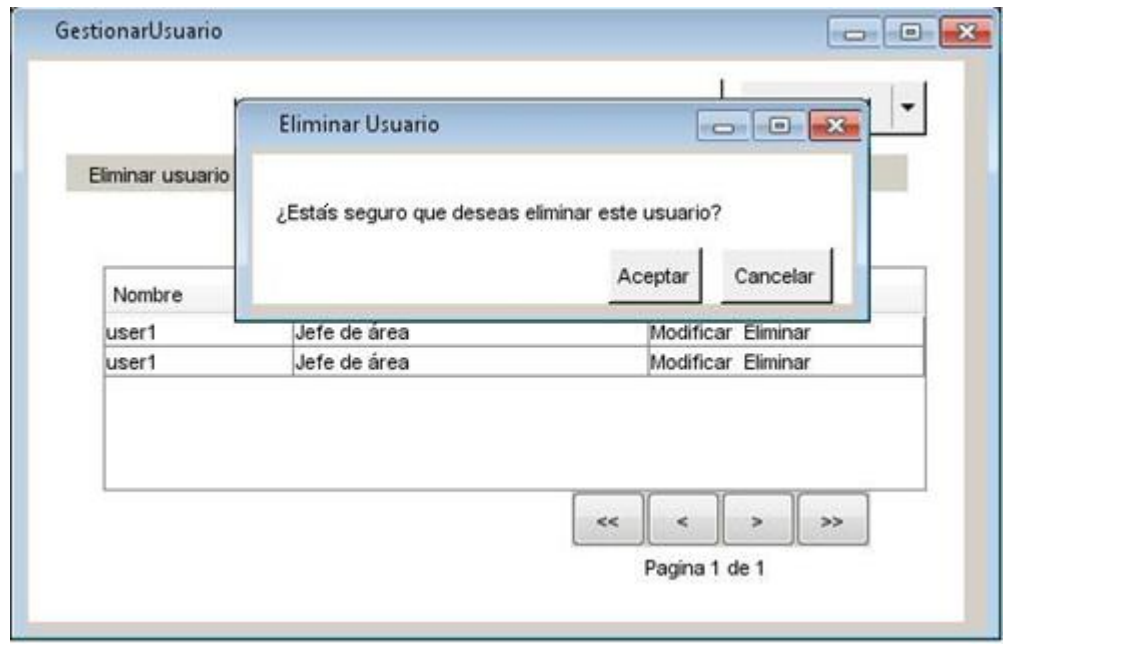 GestionarUsuario
Eliminar Usuario
Eliminar usuario
¿Estás seguro que deseas eliminar este usuario?
Aceptar Cancelar
Nombre
user1 Jefe de área Modificar Eliminar
user1 Jefe de área Modificar Eliminar
<< < > >>
Pagina 1 de 1